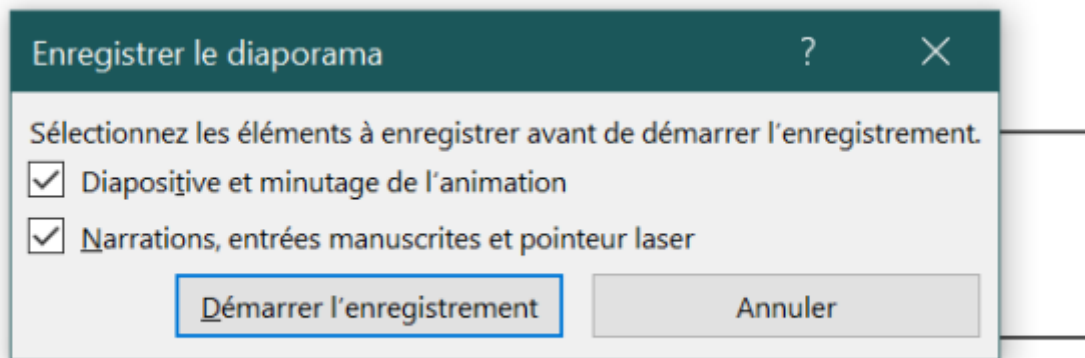 Enregistrer le diaporama ?
Sélectionnez les éléments à enregistrer avant de démarrer l'enregistrement.
Diapositive et minutage de l'animation
Narrations, entrées manuscrites et pointeur laser
Démarrer l'enregistrement Annuler